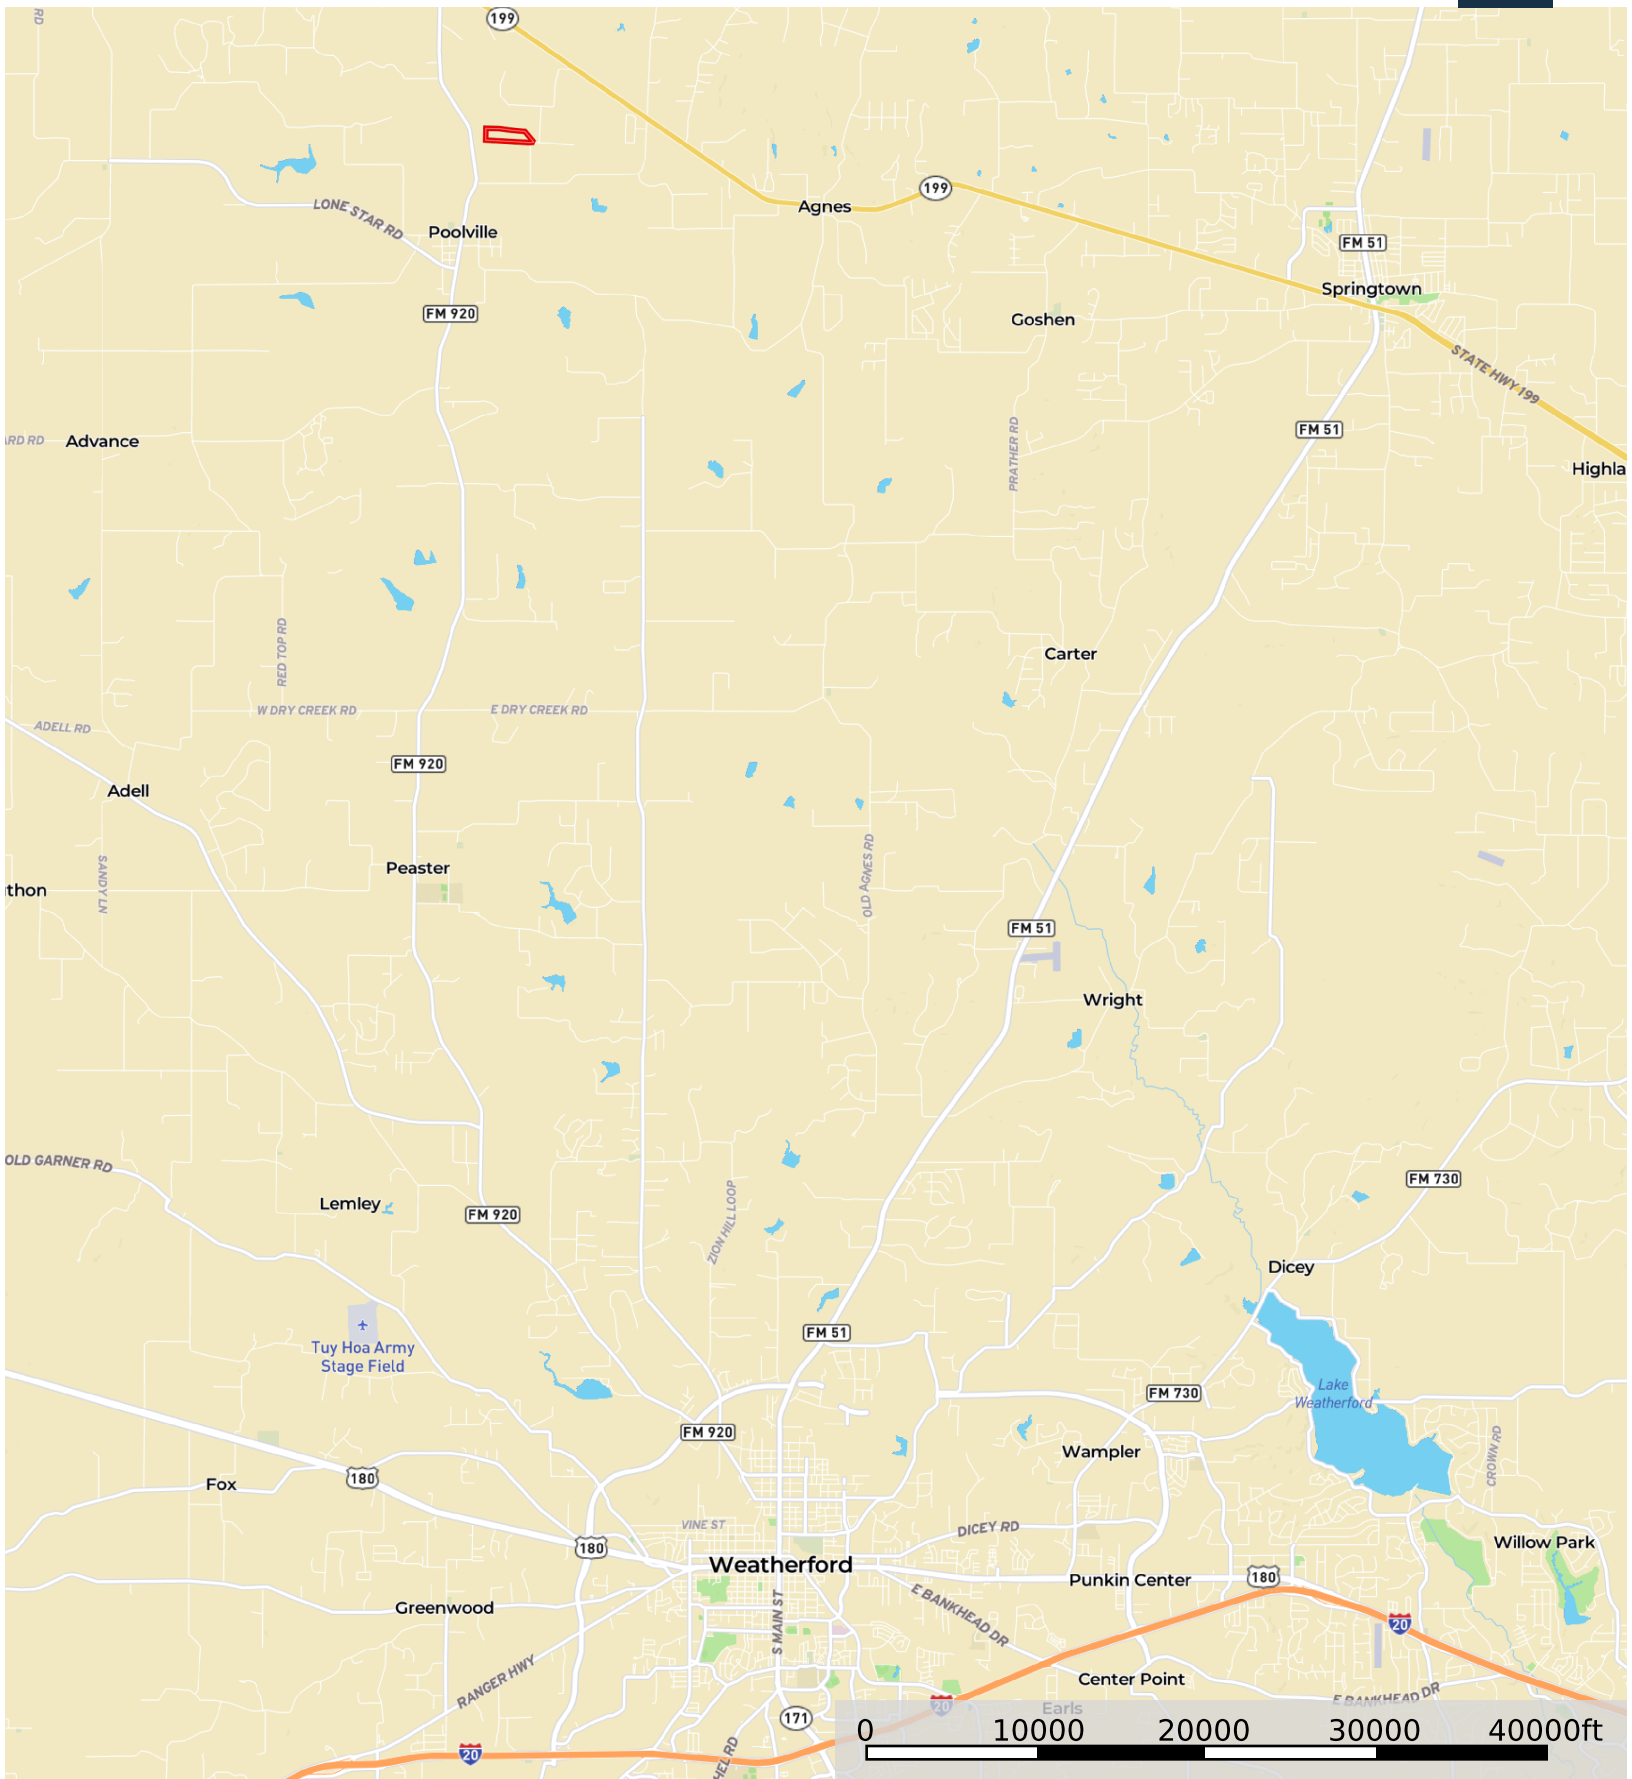 RD
199
199
Agnes
LONE STAR RD
Poolville
FM 51
Springtown
FM 920
Goshen
STATE HWY 199
FM 51
ARD RD
Advance
PRATHER RD
Highla
RED TOP RD
Carter
W DRY CREEK RD
E DRY CREEK RD
ADELL RD
FM 920
Adell
Peaster
SANDY LN
OLD AGNES RD
thon
FM 51
Wright
OLD GARNER RD
FM 730
Lemley
FM 920
ZION HILL LOOP
Dicey
Tuy Hoa Army
Stage Field
FM 51
Lake
Weatherford
FM 730
FM 920
Wampler
CROWN RD
Fox
180
VINE ST
DICEY RD
180
Willow Park
Weatherford
Punkin Center
180
Greenwood
S MAIN ST
E BANKHEAD DR
20
RANGER HWY
Center Point
E BANKHEAD DR
20
Earls
171
0 10000 20000 30000 40000ft
20
HEL RD